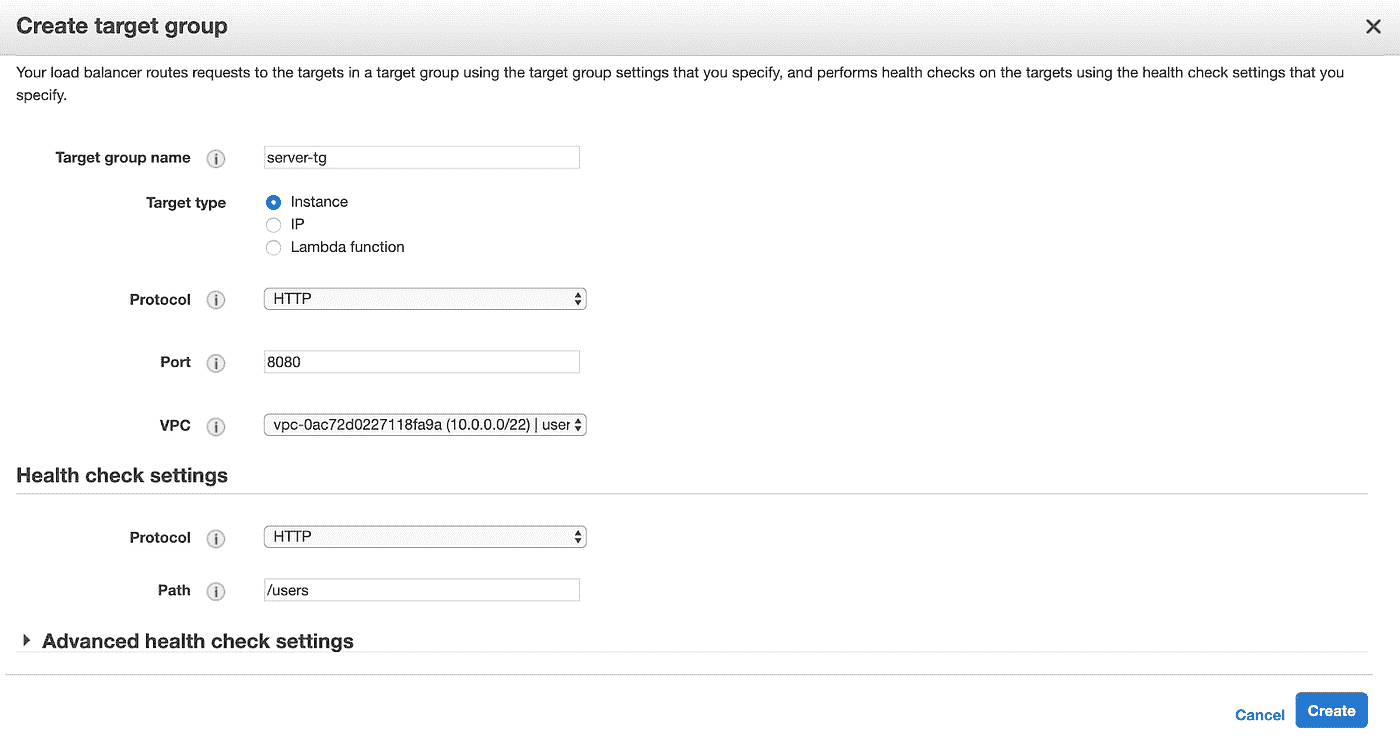 Create target group
Your load balancer routes requests to the targets in a target group using the target group settings that you specify, and performs health checks on the targets using the health check settings that you
specify.
Target group name i server-tg
Target type Instance
IP
Lambda function
Protocol i HTTP
Port i 8080
VPC i vpc-0ac72d0227118fa9a (10.0.0.0/22) | user
Health check settings
Protocol i HTTP
Path i /users
Advanced health check settings
Cancel Create